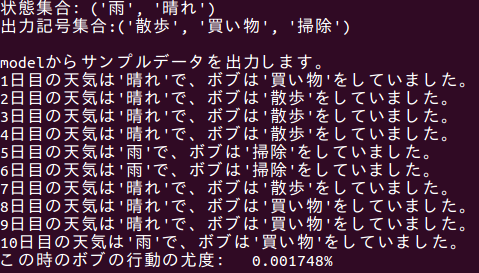 状態集合: ('雨', '晴れ')
出力記号集合:('散歩', '買い物', '掃除')
modelからサンプルデータを出力します。
1日目の天気は'晴れ'で、ボブは'買い物'をしていました。
2日目の天気は'晴れ'で、ボブは'散歩'をしていました。
3日目の天気は'晴れ'で、ボブは'散歩'をしていました。
4日目の天気は'晴れ'で、ボブは'散歩'をしていました。
5日目の天気は'雨'で、ボブは'掃除'をしていました。
6日目の天気は'雨'で、ボブは'掃除'をしていました。
7日目の天気は'晴れ'で、ボブは'散歩'をしていました。
8日目の天気は'晴れ'で、ボブは'買い物'をしていました。
9日目の天気は'晴れ'で、ボブは'買い物'をしていました。
10日目の天気は'雨'で、ボブは'買い物'をしていました。
この時のボブの行動の尤度: 0.001748%